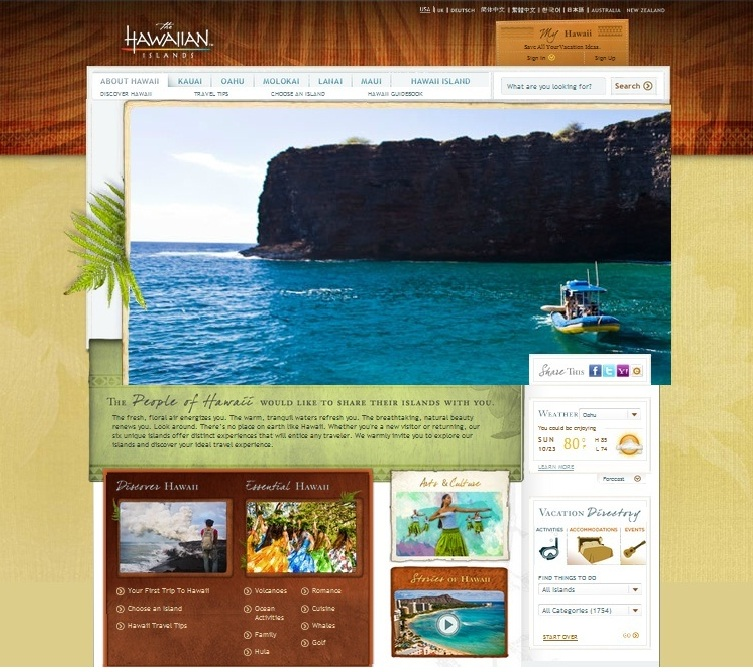 USA | UK | DEUTSCH | 简体中文 | 繁體中文 | 한국어 | 日本語 | AUSTRALIA | NEW ZEALAND
The
HAWAIIAN
ISLANDS
My Hawaii
Save All Your Vacation Ideas.
Sign In Sign Up
ABOUT HAWAII KAUAI OAHU MOLOKAI LANAI MAUI HAWAII ISLAND
DISCOVER HAWAII TRAVEL TIPS CHOOSE AN ISLAND HAWAII GUIDEBOOK
What are you looking for? Search
Share This
THE People of Hawaii WOULD LIKE TO SHARE THEIR ISLANDS WITH YOU.
The fresh, floral air energizes you. The warm, tranquil waters refresh you. The breathtaking, natural beauty
renews you. Look around. There's no place on earth like Hawaii. Whether you're a new visitor or returning, our
six unique islands offer distinct experiences that will entice any traveller. We warmly invite you to explore our
islands and discover your ideal travel experience.
WEATHER Oahu
You could be enjoying
SUN 80° F H 85
10/23 L 74
LEARN MORE
Forecast
Discover HAWAII
Your First Trip To Hawaii
Choose an Island
Hawaii Travel Tips
Essential HAWAII
Volcanoes Romance
Ocean Activities Cuisine
Family Whales
Hula Golf
Arts & Culture
Stories OF HAWAII
VACATION Directory
ACTIVITIES ACCOMMODATIONS EVENTS
FIND THINGS TO DO
All Islands
All Categories (1754)
START OVER GO